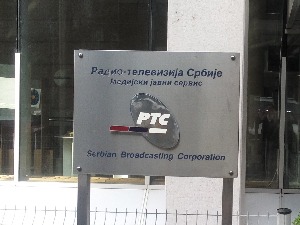 Радио-телевизија Србије
Медијски јавни сервис
РТС
Serbian Broadcasting Corporation